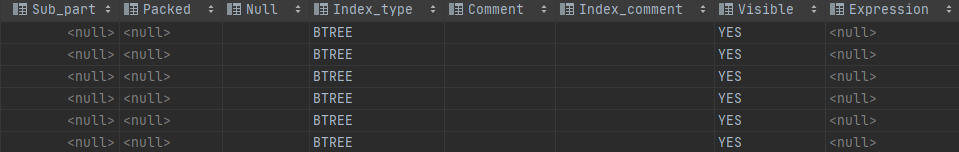 Sub_part Packed Null Index_type Comment Index_comment Visible Expression
<null> <null> BTREE YES <null>
<null> <null> BTREE YES <null>
<null> <null> BTREE YES <null>
<null> <null> BTREE YES <null>
<null> <null> BTREE YES <null>
<null> <null> BTREE YES <null>